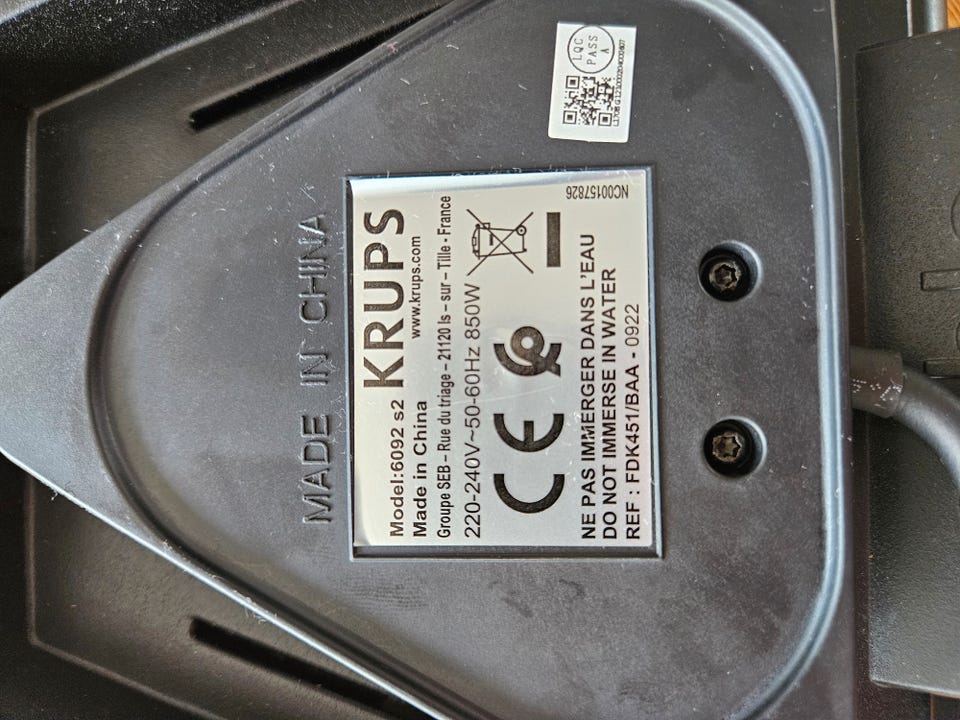 MADE IN CHINA
Model:6092 s2 KRUPS
Made in China www.krups.com
Groupe SEB – Rue du triage – 21120 Is – sur – Tille - France
220-240V~50-60Hz 850W
CE
NE PAS IMMERGER DANS L'EAU
DO NOT IMMERSE IN WATER
REF : FDK451/BAA - 0922
NC00157826
LQC
PASS
A